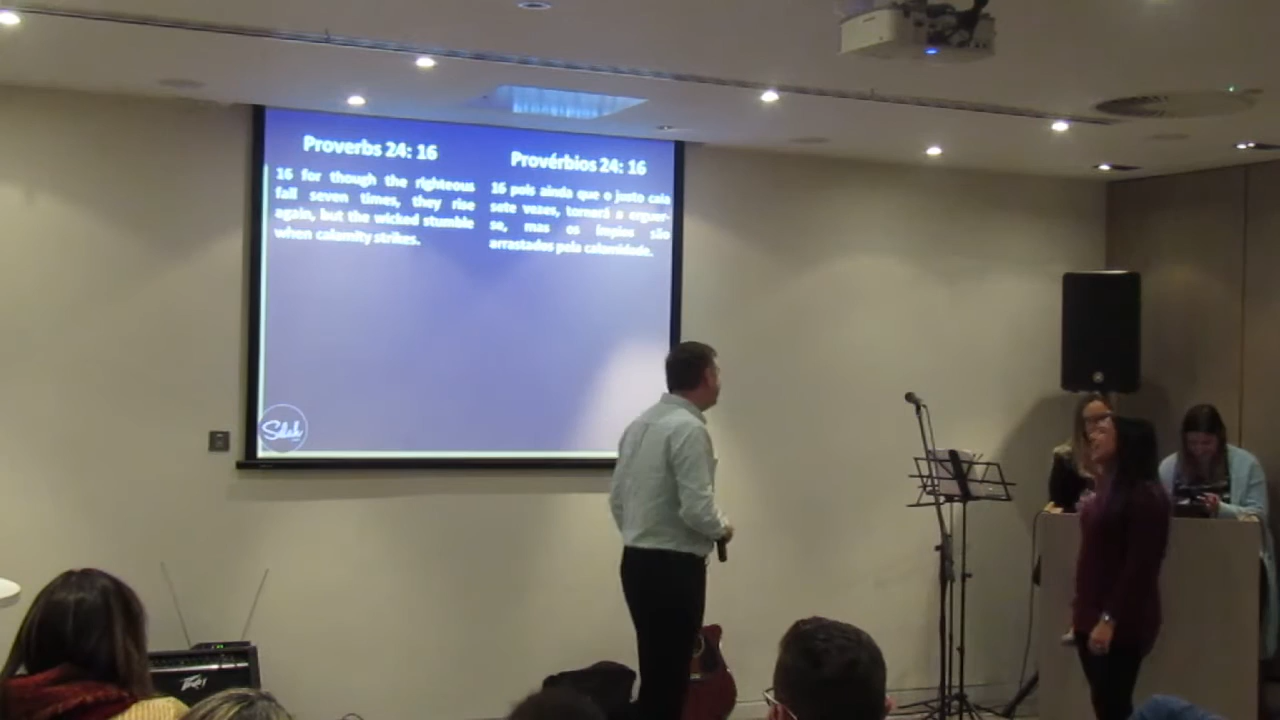 Proverbs 24: 16
16 for though the righteous
fall seven times, they rise
again, but the wicked stumble
when calamity strikes.
Provérbios 24: 16
16 pois ainda que o justo caia
sete vezes, tornará a erguer-
se, mas os ímpios são
arrastados pela calamidade.
Selah
PEAVEY